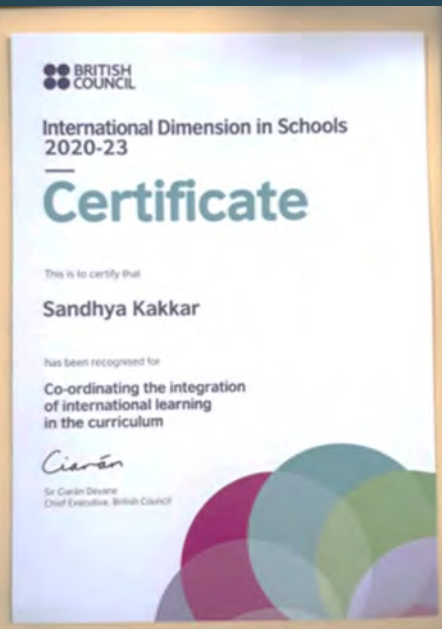 BRITISH
COUNCIL
International Dimension in Schools
2020-23
Certificate
This is to certify that
Sandhya Kakkar
has been recognised for
Co-ordinating the integration
of international learning
in the curriculum
Ciarán
Sir Ciarán Devane
Chief Executive, British Council